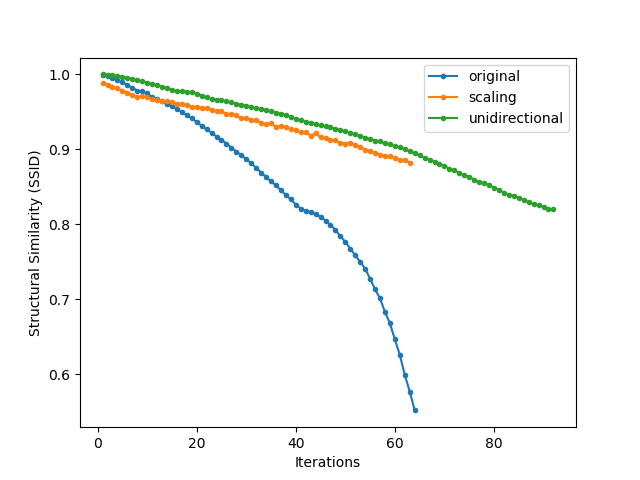 original
scaling
unidirectional
Structural Similarity (SSID)
1.0
0.9
0.8
0.7
0.6
0
20
40
60
80
Iterations